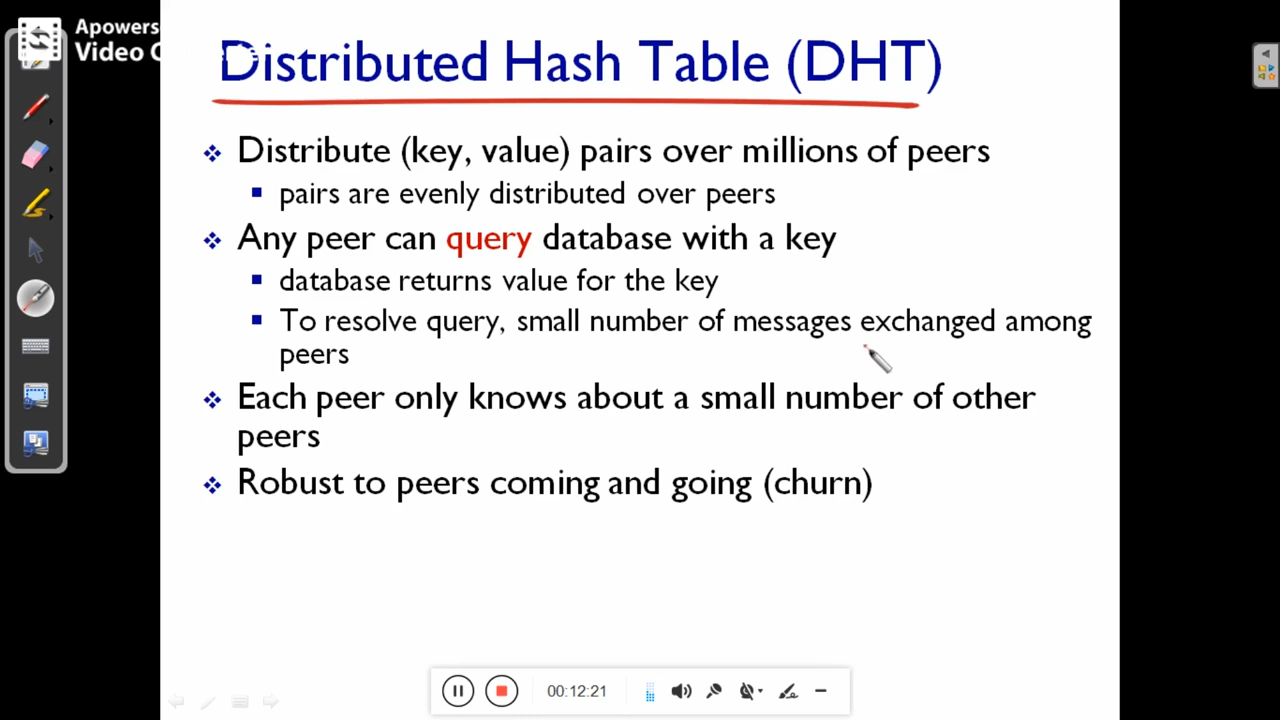 Apowers
Video C
Distributed Hash Table (DHT)
Distribute (key, value) pairs over millions of peers
pairs are evenly distributed over peers
Any peer can query database with a key
database returns value for the key
To resolve query, small number of messages exchanged among
peers
Each peer only knows about a small number of other
peers
Robust to peers coming and going (churn)
00:12:21